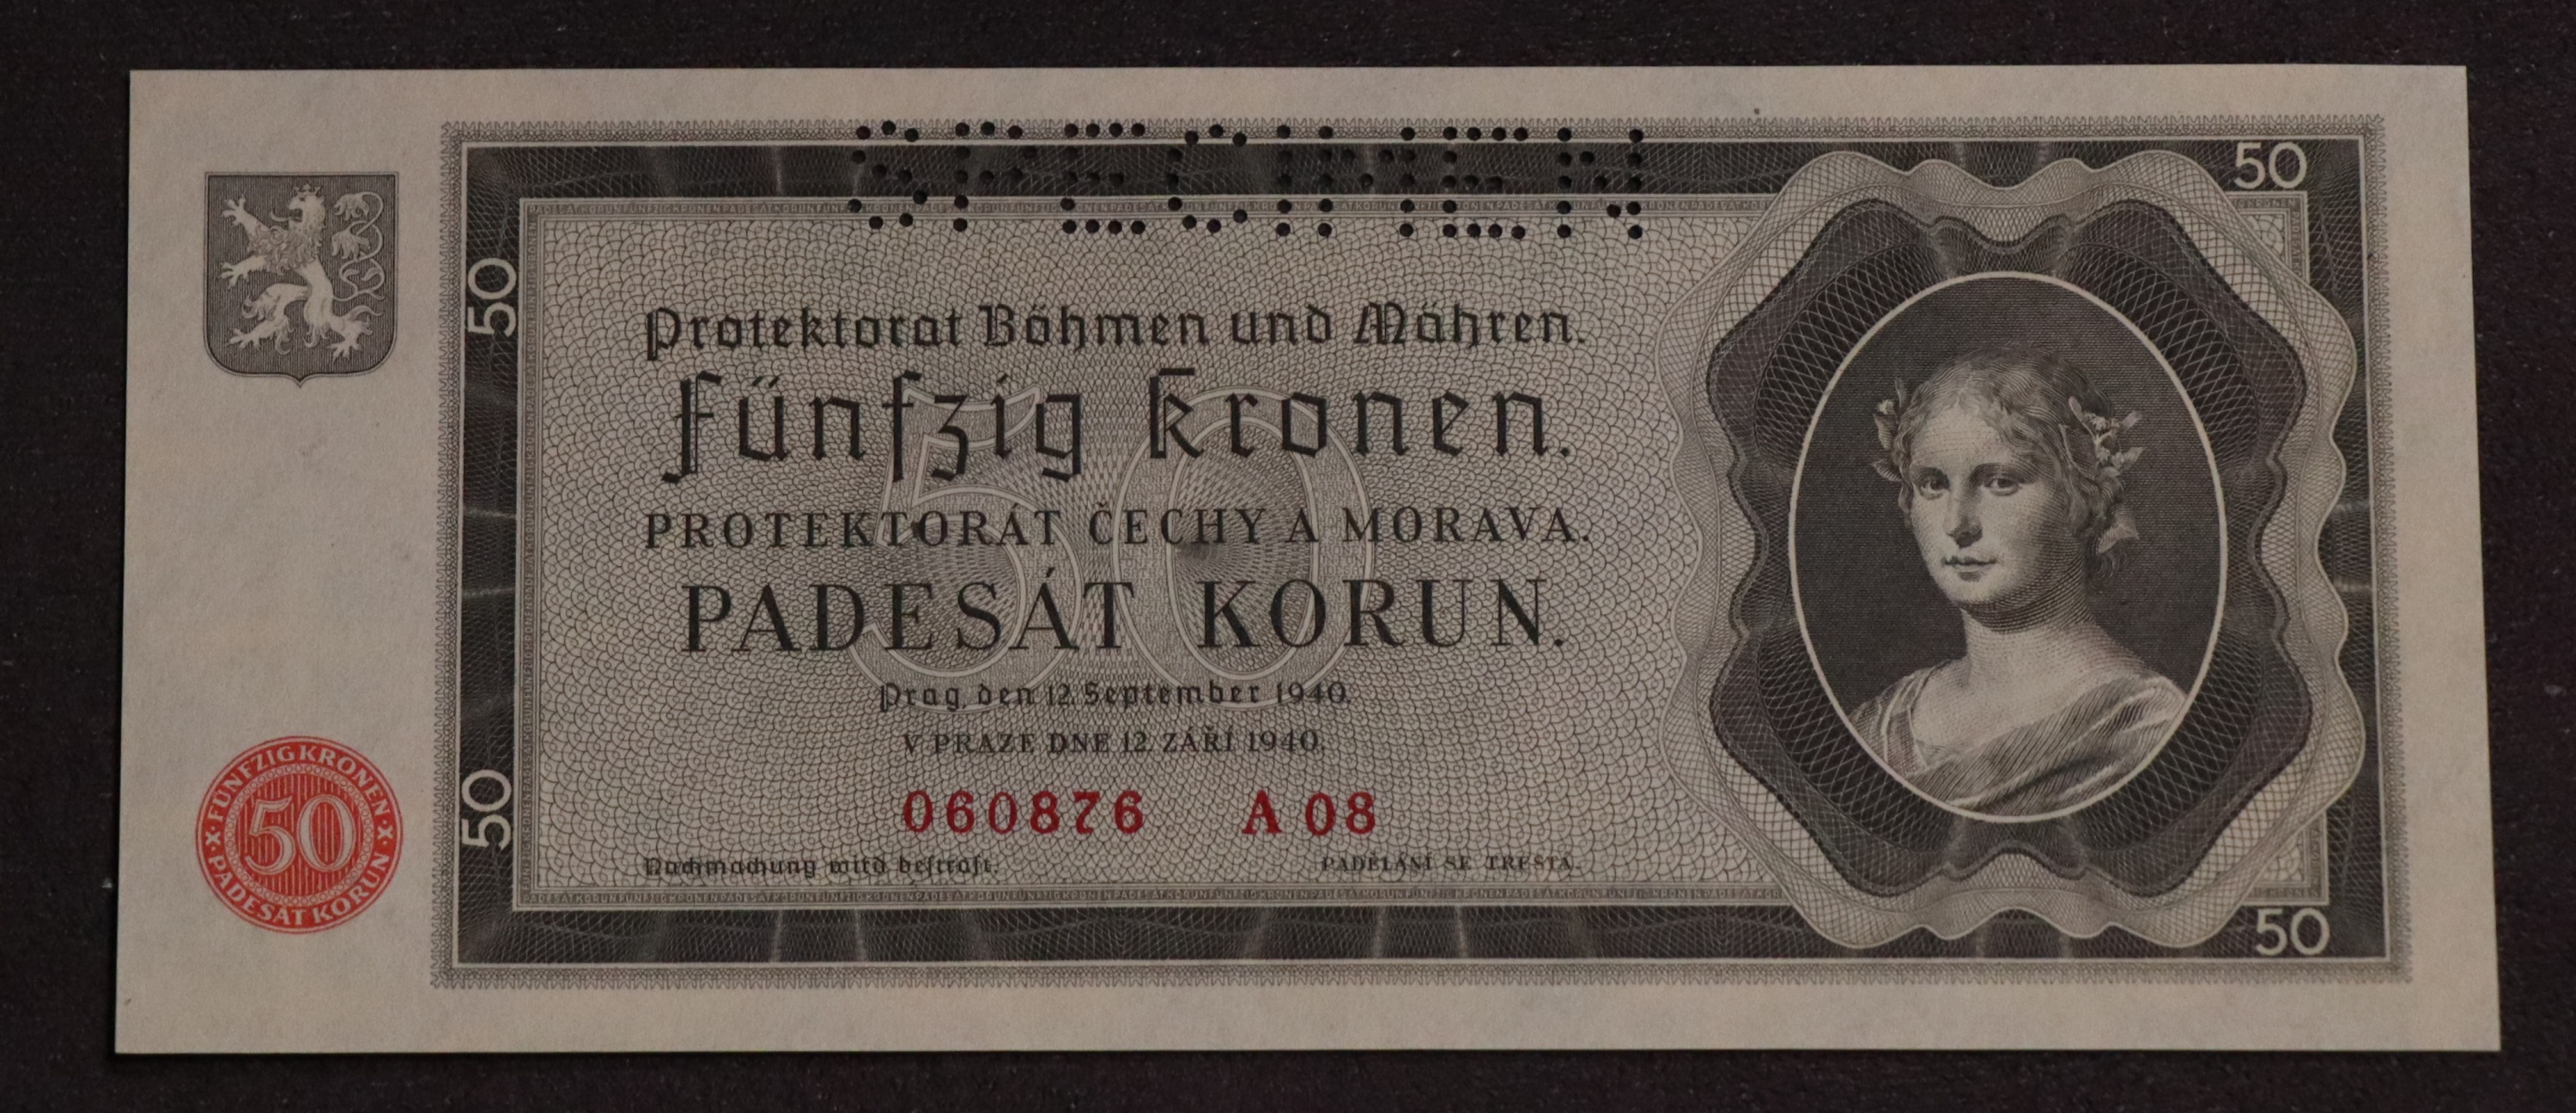 SPECIMEN
50
50
Protektorat Böhmen und Mähren.
Fünfzig Kronen.
50
PROTEKTORÁT ČECHY A MORAVA.
PADESÁT KORUN.
Prag, den 12. September 1940.
V PRAZE DNE 12. ZÁŘÍ 1940.
060876 A 08
Nachmachung wird bestraft.
PADĚLÁNÍ SE TRESTÁ.
50
50
FÜNFZIG KRONEN
50
PADESÁT KORUN